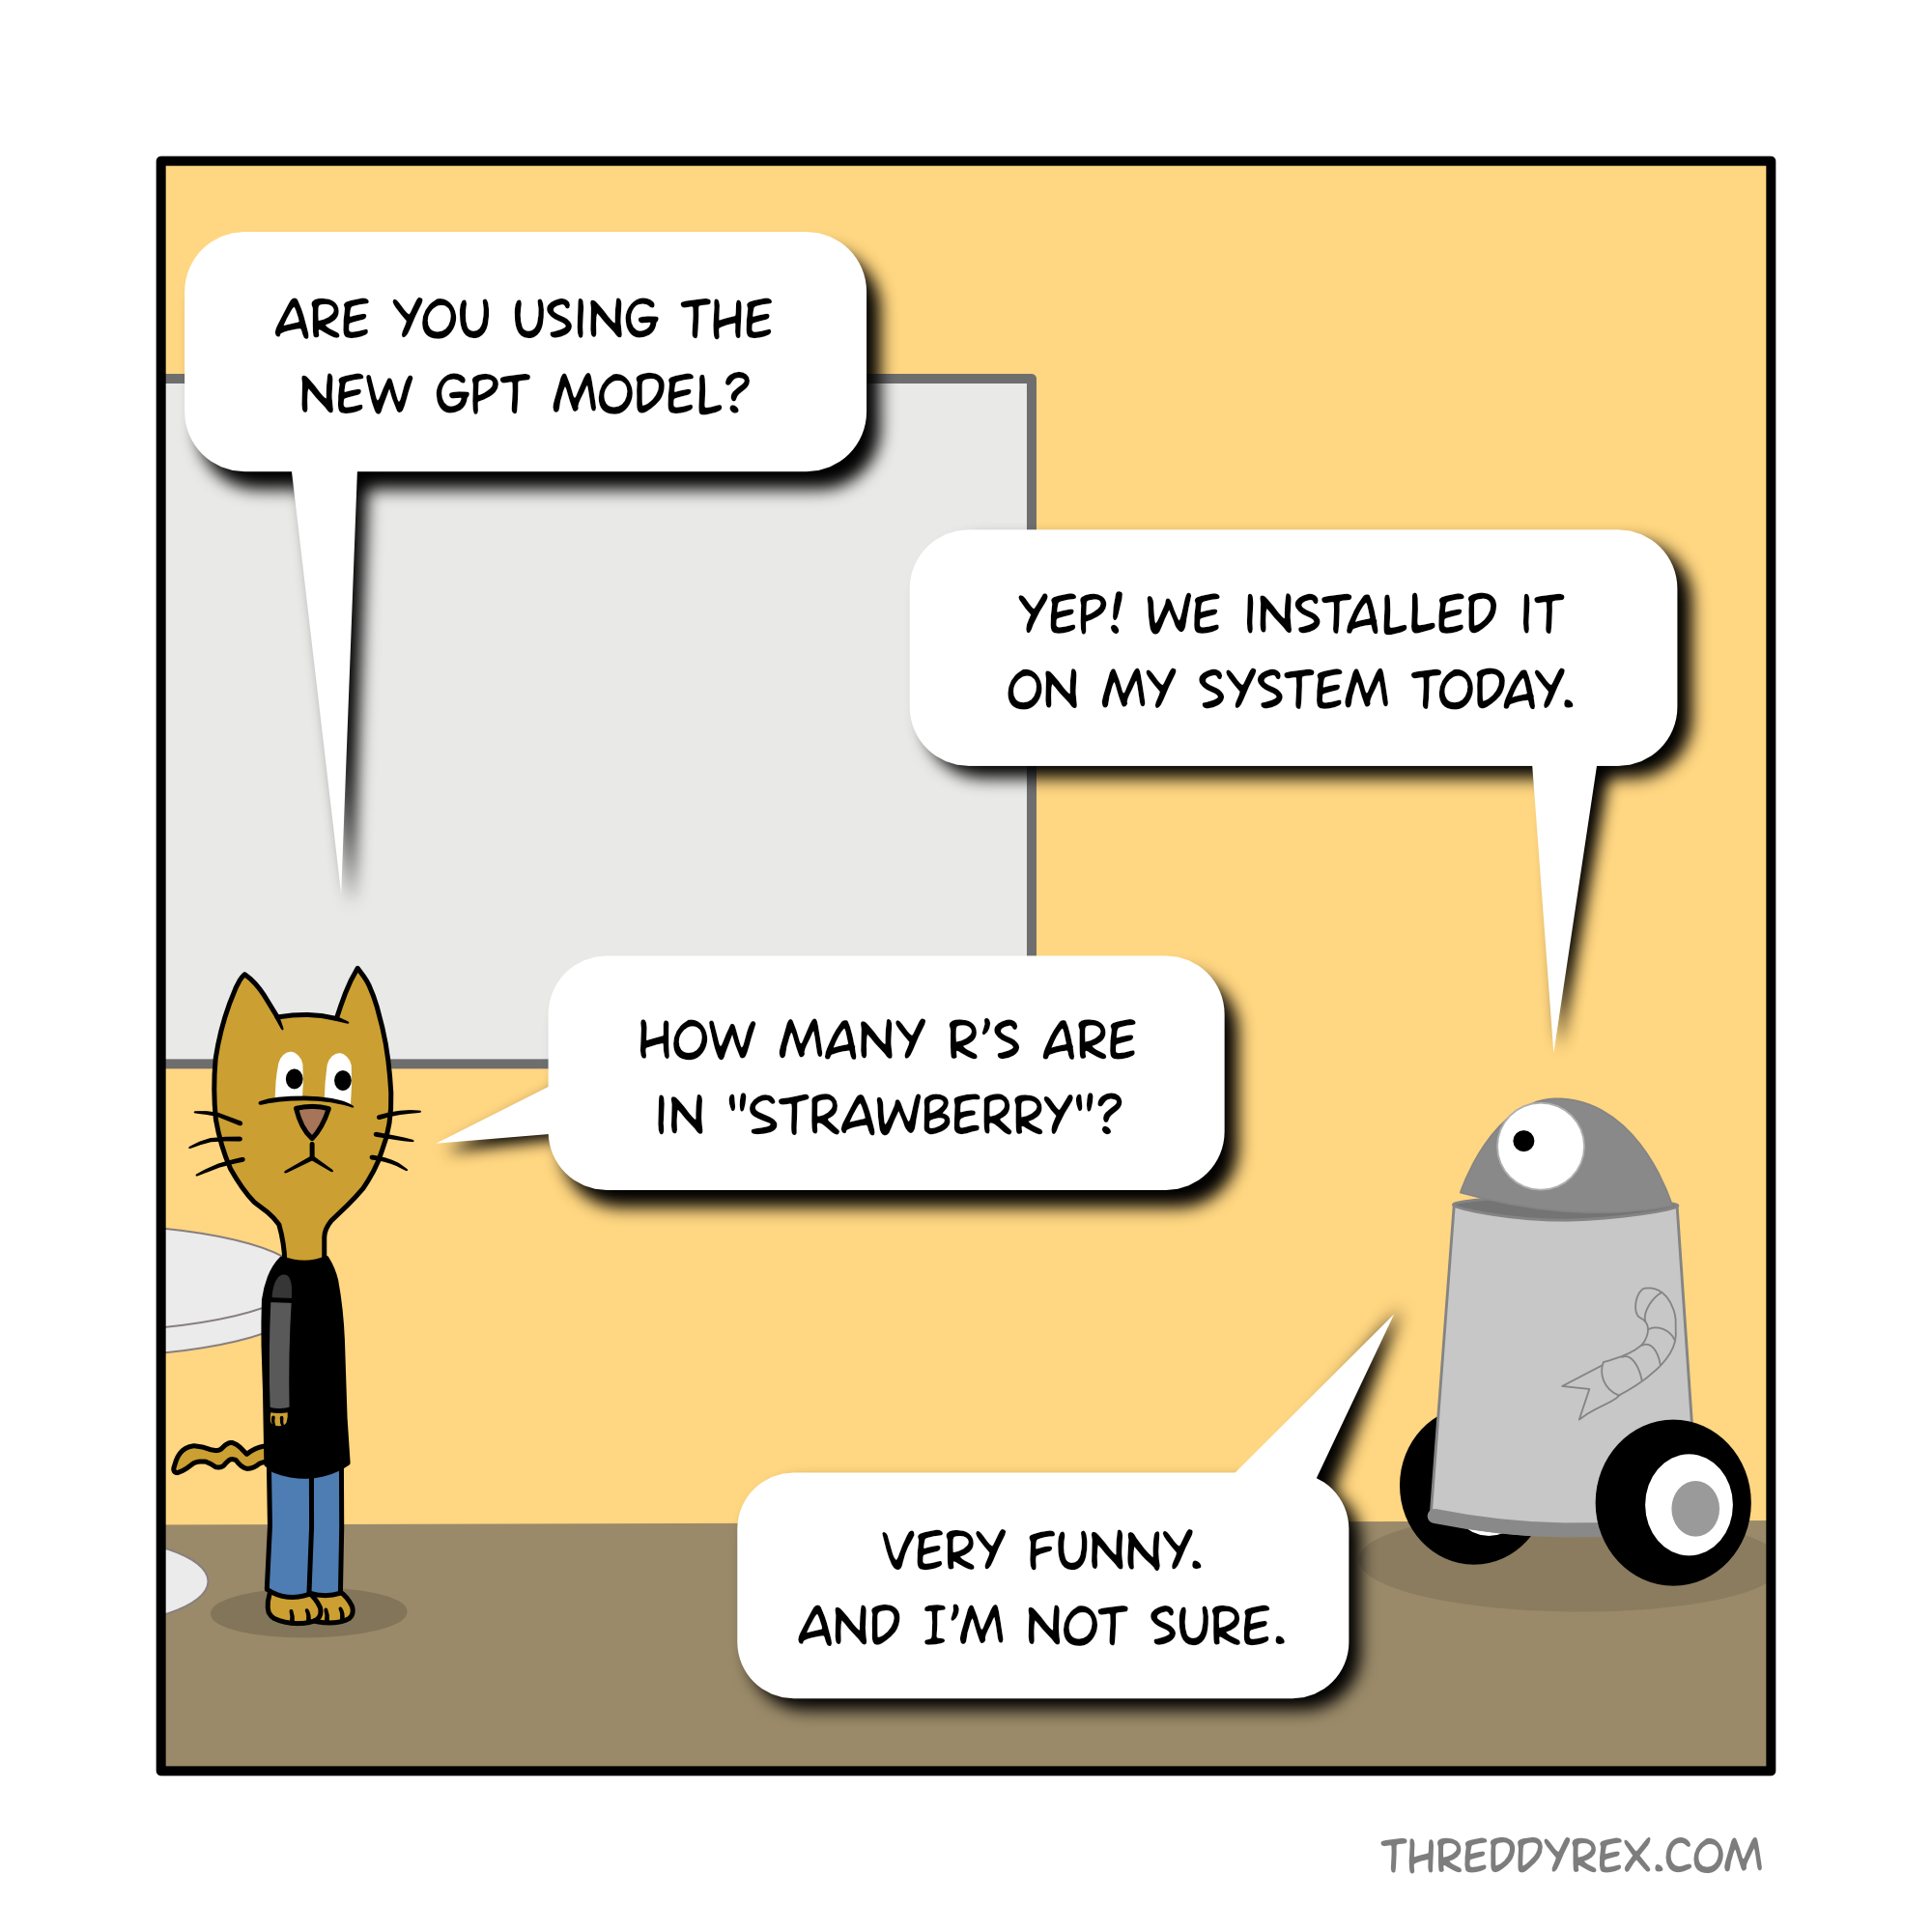 ARE YOU USING THE
NEW GPT MODEL?
YEP! WE INSTALLED IT
ON MY SYSTEM TODAY.
HOW MANY R'S ARE
IN "STRAWBERRY"?
VERY FUNNY.
AND I'M NOT SURE.
THREDDYREX.COM